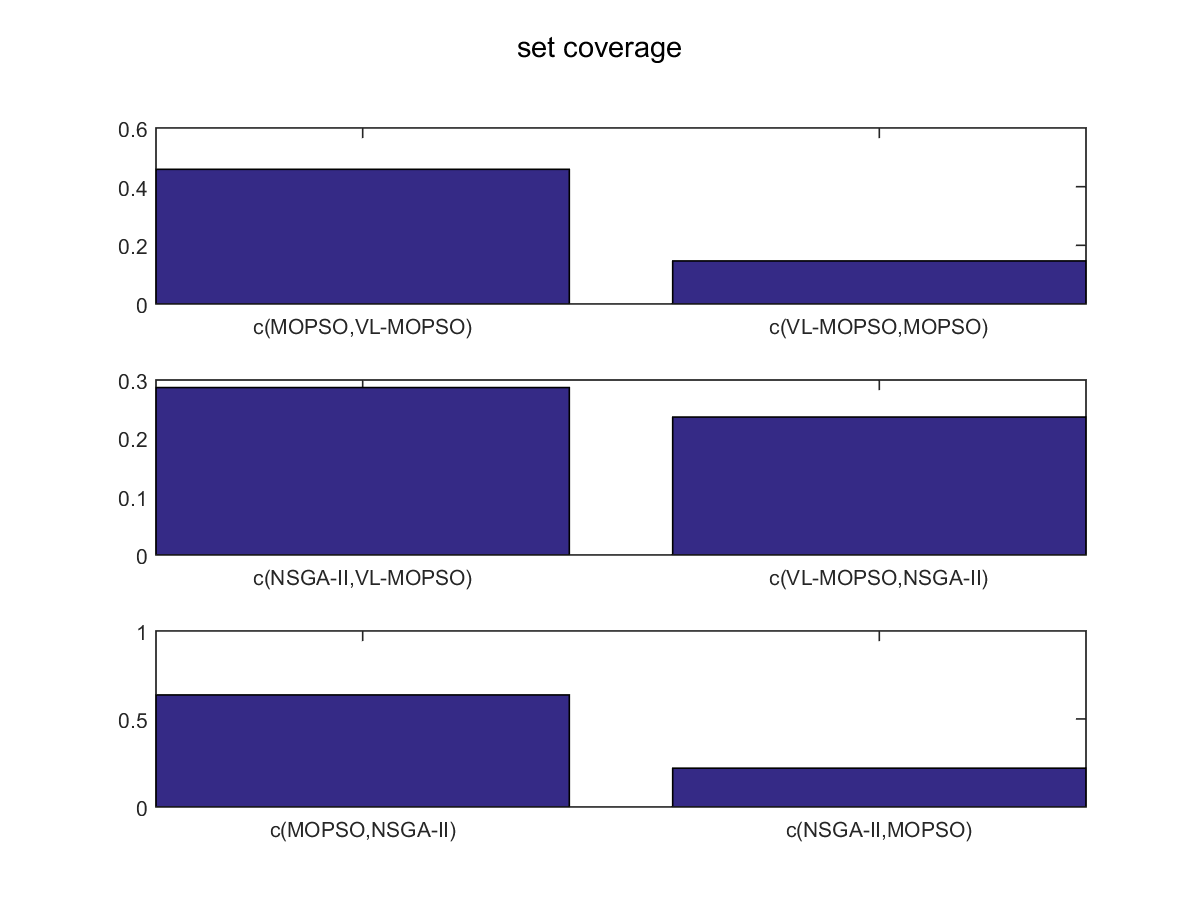 set coverage
0.6
0.4
0.2
0
c(MOPSO,VL-MOPSO) c(VL-MOPSO,MOPSO)
0.3
0.2
0.1
0
c(NSGA-II,VL-MOPSO) c(VL-MOPSO,NSGA-II)
1
0.5
0
c(MOPSO,NSGA-II) c(NSGA-II,MOPSO)